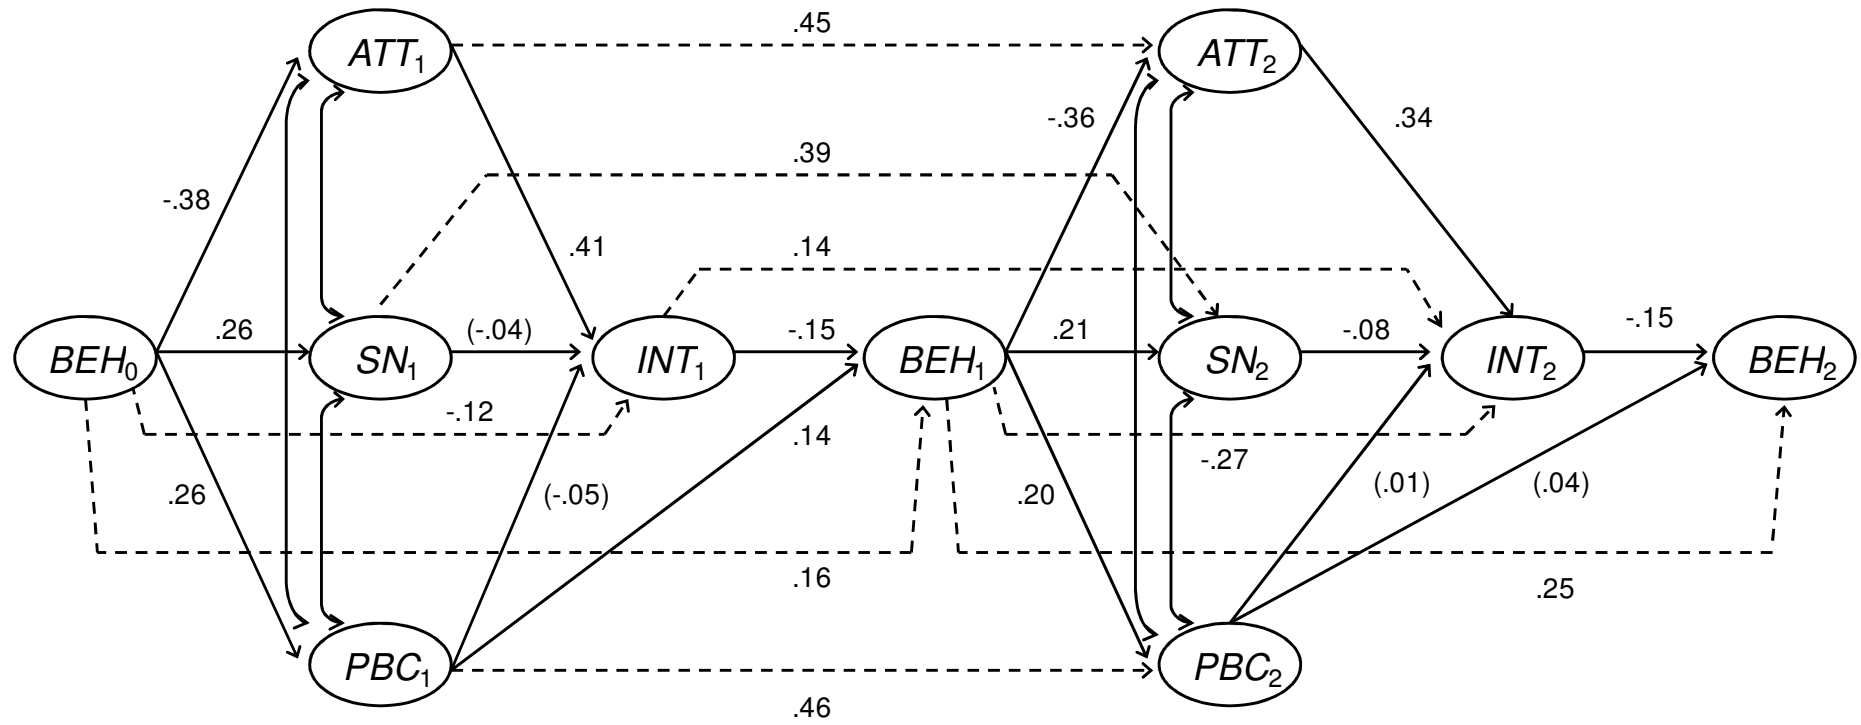 .45
ATT₁
ATT₂
-.36
.34
.39
-.38
.41
.14
.26
(-.04)
-.15
.21
-.08
-.15
BEH₀
SN₁
INT₁
BEH₁
SN₂
INT₂
BEH₂
-.12
.14
-.27
.26
(-.05)
.20
(.01)
(.04)
.16
.25
PBC₁
PBC₂
.46